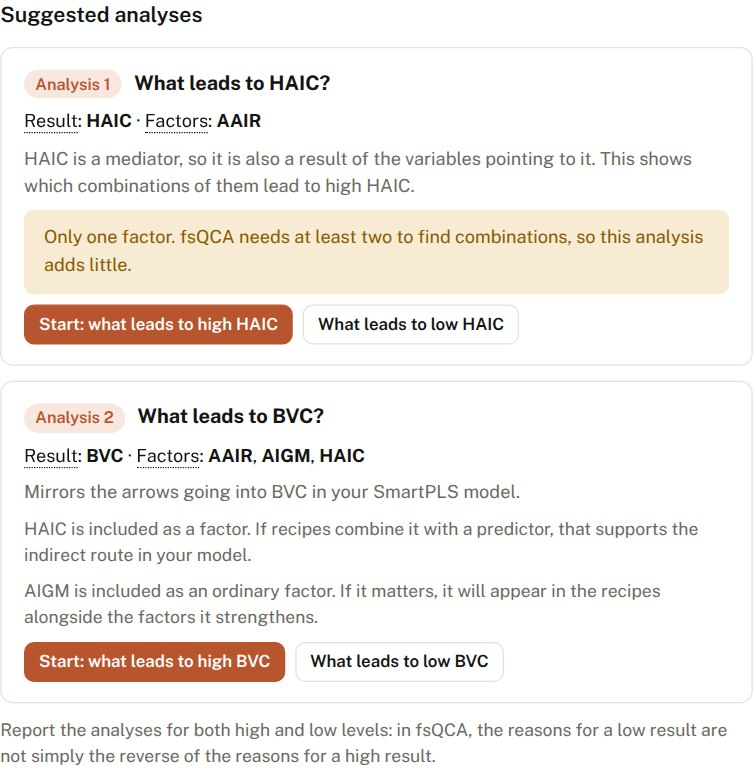 Suggested analyses
Analysis 1 What leads to HAIC?
Result: HAIC · Factors: AAIR
HAIC is a mediator, so it is also a result of the variables pointing to it. This shows
which combinations of them lead to high HAIC.
Only one factor. fsQCA needs at least two to find combinations, so this analysis
adds little.
Start: what leads to high HAIC What leads to low HAIC
Analysis 2 What leads to BVC?
Result: BVC · Factors: AAIR, AIGM, HAIC
Mirrors the arrows going into BVC in your SmartPLS model.
HAIC is included as a factor. If recipes combine it with a predictor, that supports the
indirect route in your model.
AIGM is included as an ordinary factor. If it matters, it will appear in the recipes
alongside the factors it strengthens.
Start: what leads to high BVC What leads to low BVC
Report the analyses for both high and low levels: in fsQCA, the reasons for a low result are
not simply the reverse of the reasons for a high result.